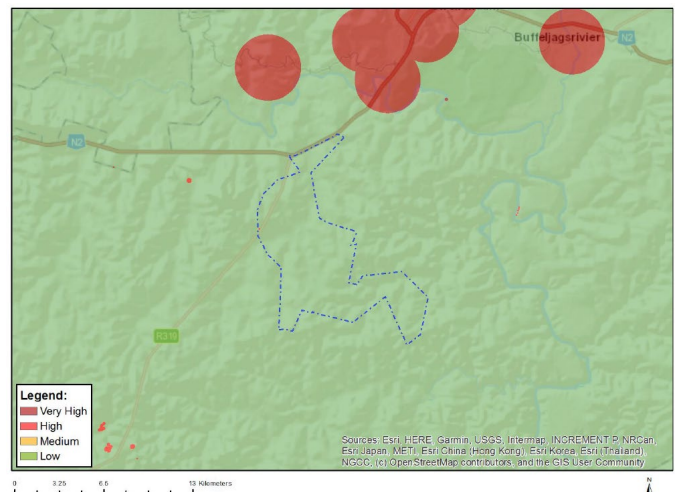 Buffeljagsrivier
N2
N2
R319
Legend:
Very High
High
Medium
Low
Sources: Esri, HERE, Garmin, USGS, Intermap, INCREMENT P, NRCan,
Esri Japan, METI, Esri China (Hong Kong), Esri Korea, Esri (Thailand),
NGCC, (c) OpenStreetMap contributors, and the GIS User Community
0 3.25 6.5 13 Kilometers
N